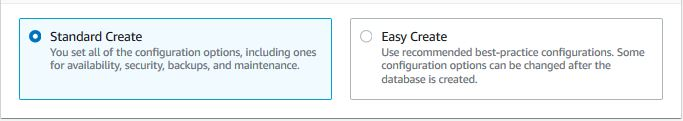 Standard Create
You set all of the configuration options, including ones
for availability, security, backups, and maintenance.
Easy Create
Use recommended best-practice configurations. Some
configuration options can be changed after the
database is created.